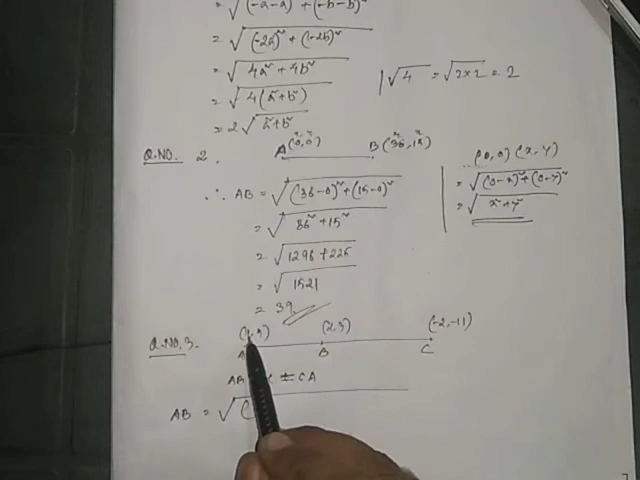 = √(-a-a)² + (-b-b)²
= √(-2a)² + (-2b)²
= √4a² + 4b² | √4 = √2×2 = 2
= √4(a²+b²)
= 2√a²+b²
Q.NO. 2. A(0,0) B(36,15) (0,0) (x,y)
∴ AB = √(36-0)² + (15-0)² = √(0-x)²+(0-y)²
= √36² + 15² = √x²+y²
= √1296 + 225
= √1521
= 39
Q.NO.3. (2,3) (-2,-11)
B C
AB = CA
AB = √(